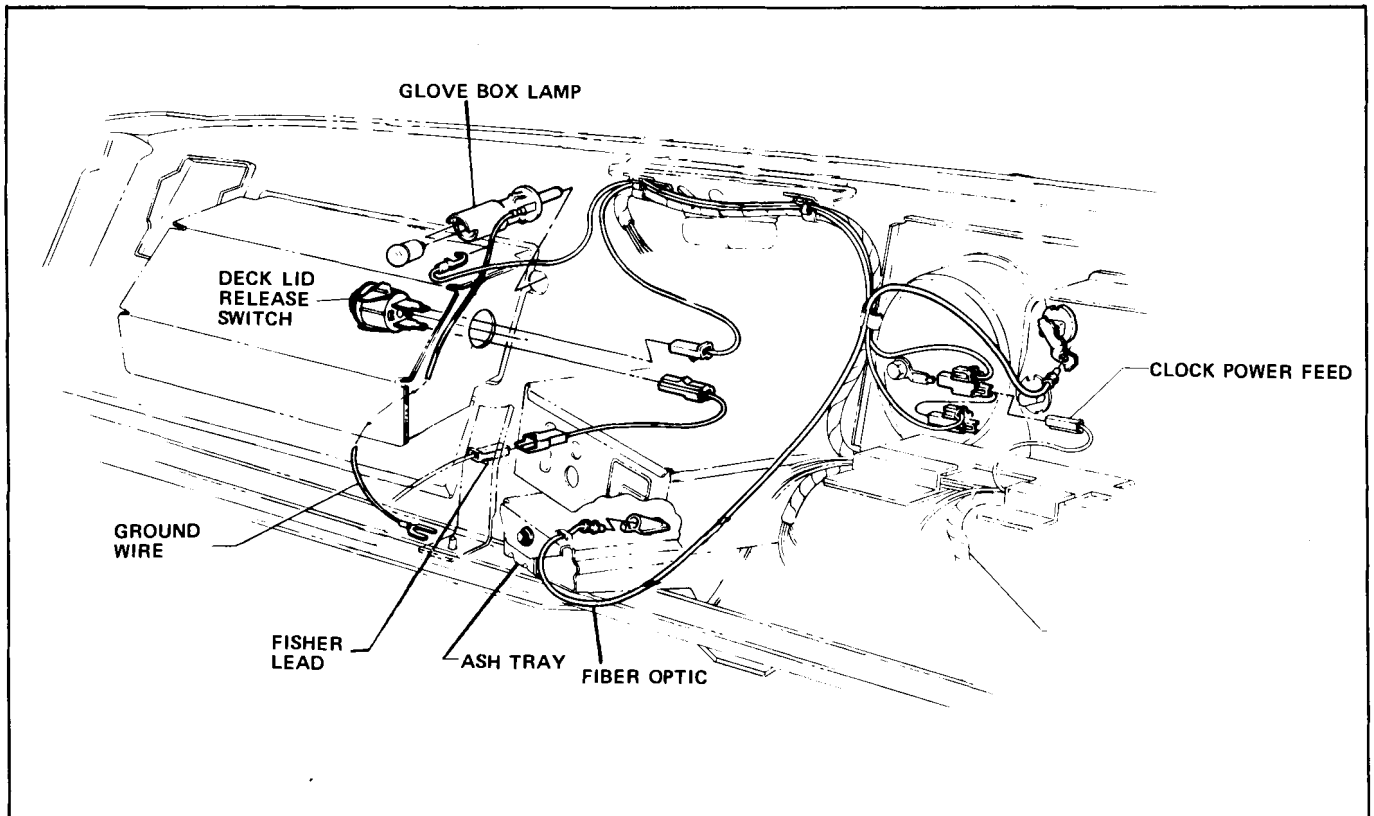 GLOVE BOX LAMP
DECK LID
RELEASE
SWITCH
CLOCK POWER FEED
GROUND
WIRE
FISHER
LEAD
ASH TRAY
FIBER OPTIC